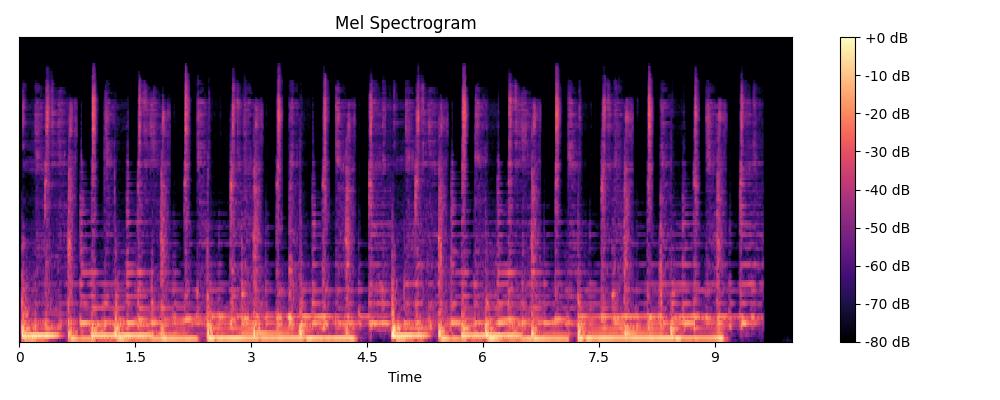 Mel Spectrogram
+0 dB
-10 dB
-20 dB
-30 dB
-40 dB
-50 dB
-60 dB
-70 dB
-80 dB
0 1.5 3 4.5 6 7.5 9
Time